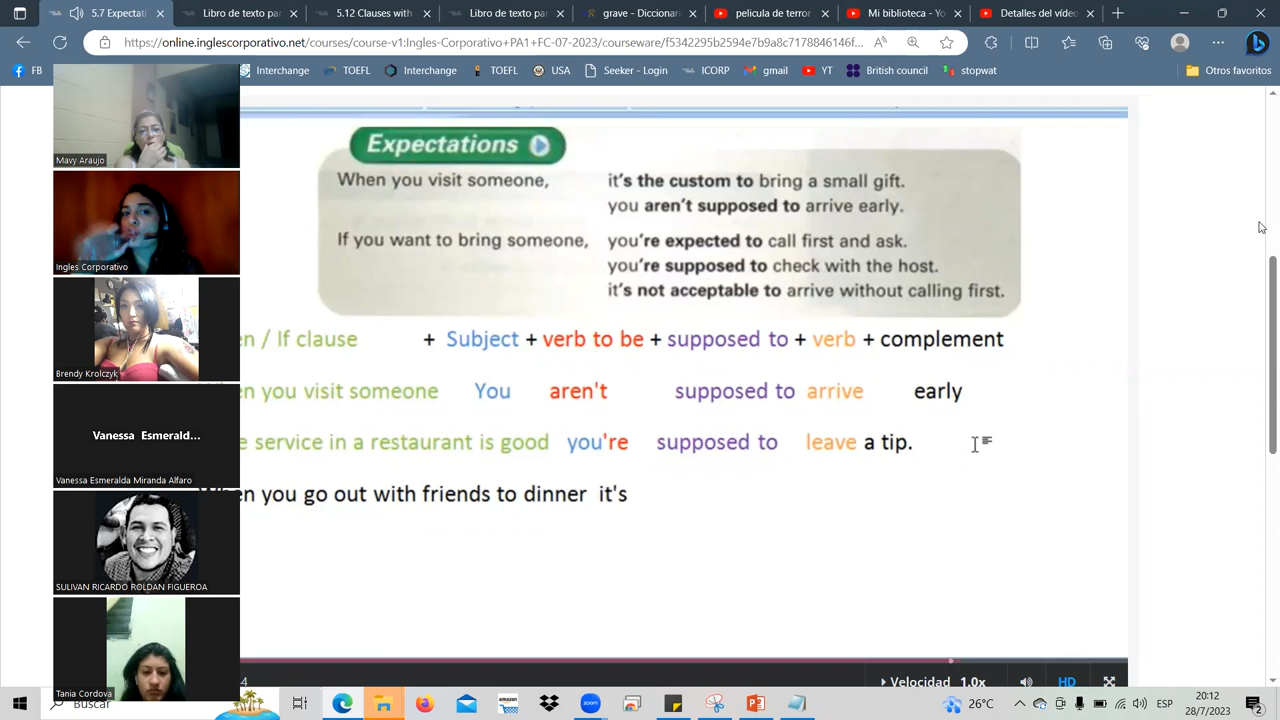 5.7 Expectati
Libro de texto par
5.12 Clauses with
Libro de texto par
grave - Diccionari
pelicula de terror
Mi biblioteca - Yo
Detalles del vídeo
https://online.inglescorporativo.net/courses/course-v1:Ingles-Corporativo+PA1+FC-07-2023/courseware/f5342295b2594e7b9a8c7178846146f...
FB
Interchange
TOEFL
Interchange
TOEFL
USA
Seeker - Login
ICORP
gmail
YT
British council
stopwat
Otros favoritos
Expectations
When you visit someone, it's the custom to bring a small gift.
you aren't supposed to arrive early.
If you want to bring someone, you're expected to call first and ask.
you're supposed to check with the host.
it's not acceptable to arrive without calling first.
en / If clause + Subject + verb to be + supposed to + verb + complement
en you visit someone You aren't supposed to arrive early
e service in a restaurant is good you're supposed to leave a tip.
en you go out with friends to dinner it's
Mavy Araujo
Ingles Corporativo
Brendy Krolczyk
Vanessa Esmerald...
Vanessa Esmeralda Miranda Alfaro
SULIVAN RICARDO ROLDAN FIGUEROA
Tania Cordova
4
Velocidad 1.0x
HD
Buscar
26°C
ESP
20:12
28/7/2023
2